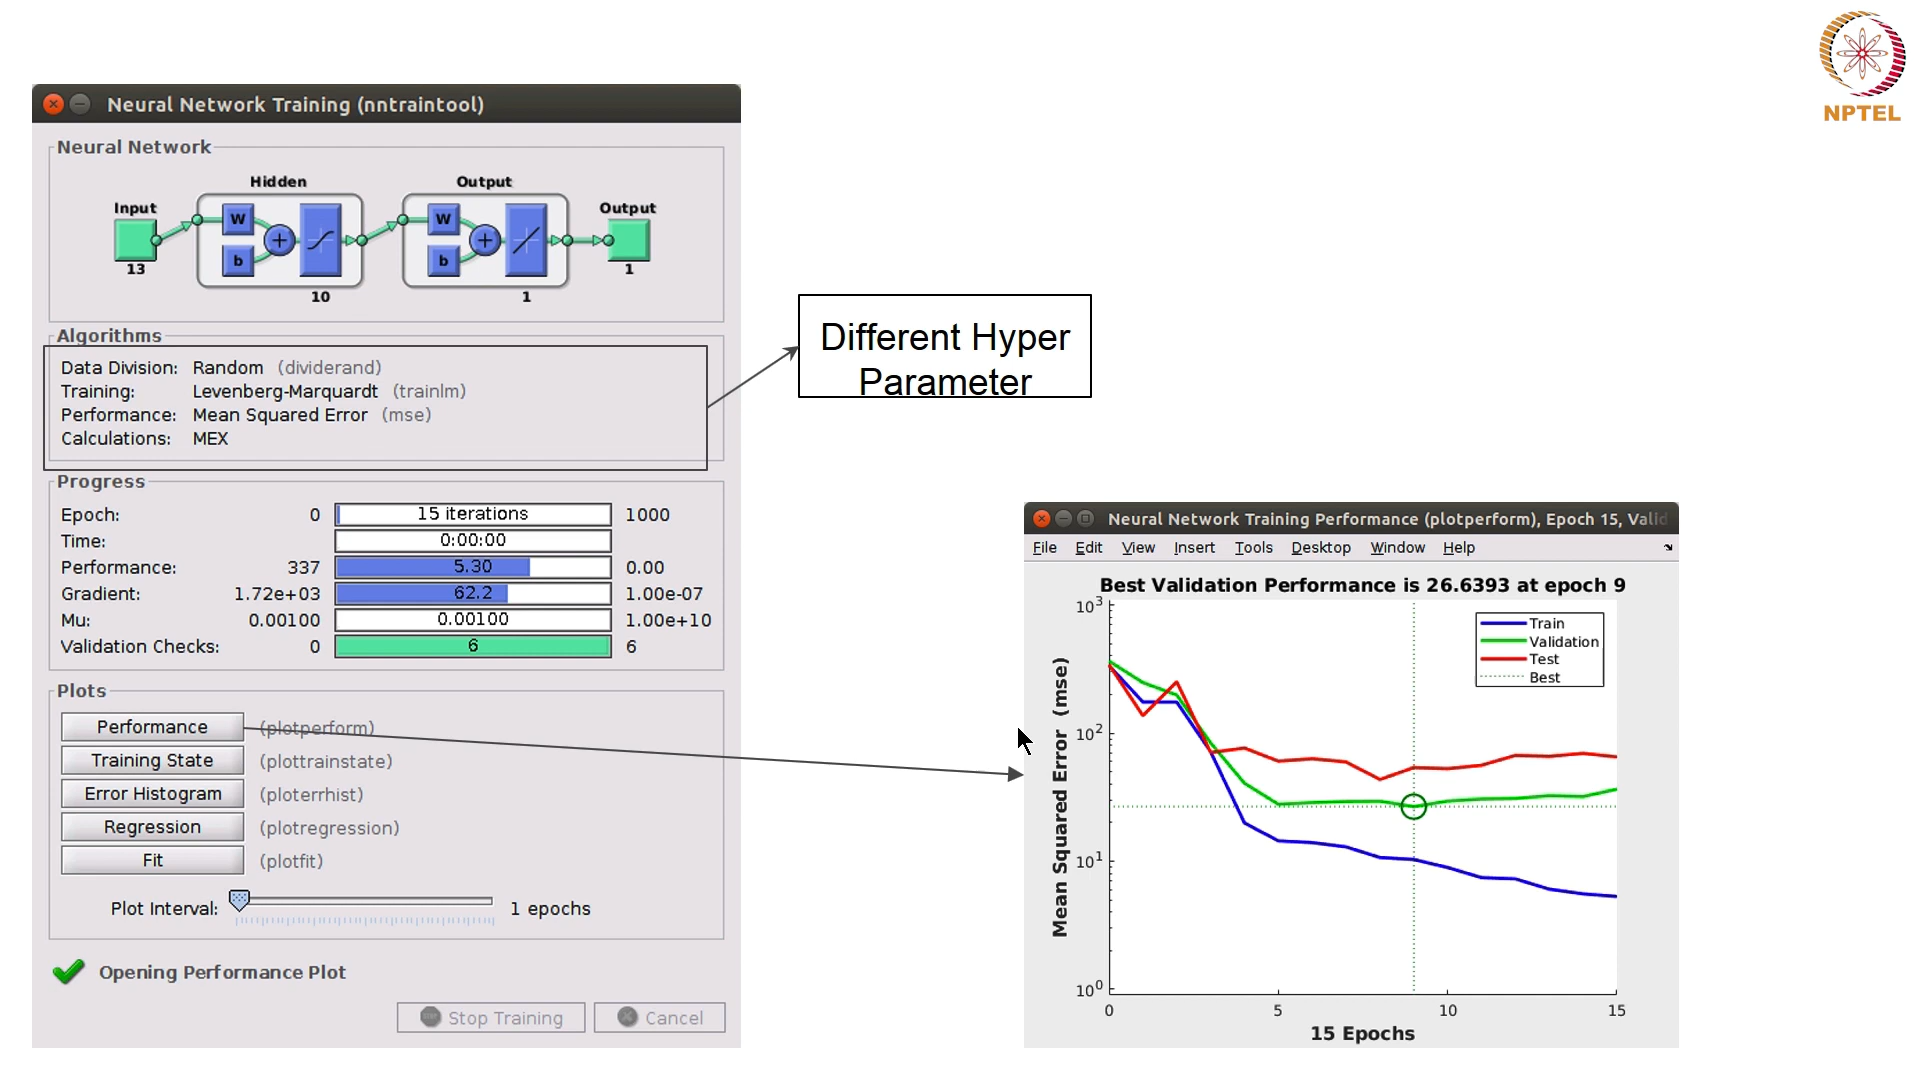 NPTEL
Neural Network Training (nntraintool)
Neural Network
Hidden
Output
Input
Output
W
b
W
b
13
10
1
1
Algorithms
Data Division: Random (dividerand)
Training: Levenberg-Marquardt (trainlm)
Performance: Mean Squared Error (mse)
Calculations: MEX
Different Hyper
Parameter
Progress
Epoch: 0 15 iterations 1000
Time: 0:00:00
Performance: 337 5.30 0.00
Gradient: 1.72e+03 62.2 1.00e-07
Mu: 0.00100 0.00100 1.00e+10
Validation Checks: 0 6 6
Plots
Performance (plotperform)
Training State (plottrainstate)
Error Histogram (ploterrhist)
Regression (plotregression)
Fit (plotfit)
Plot Interval: 1 epochs
Opening Performance Plot
Stop Training Cancel
Neural Network Training Performance (plotperform), Epoch 15, Valid
File Edit View Insert Tools Desktop Window Help
Best Validation Performance is 26.6393 at epoch 9
10³
10²
10¹
10⁰
Mean Squared Error (mse)
Train
Validation
Test
Best
0 5 10 15
15 Epochs